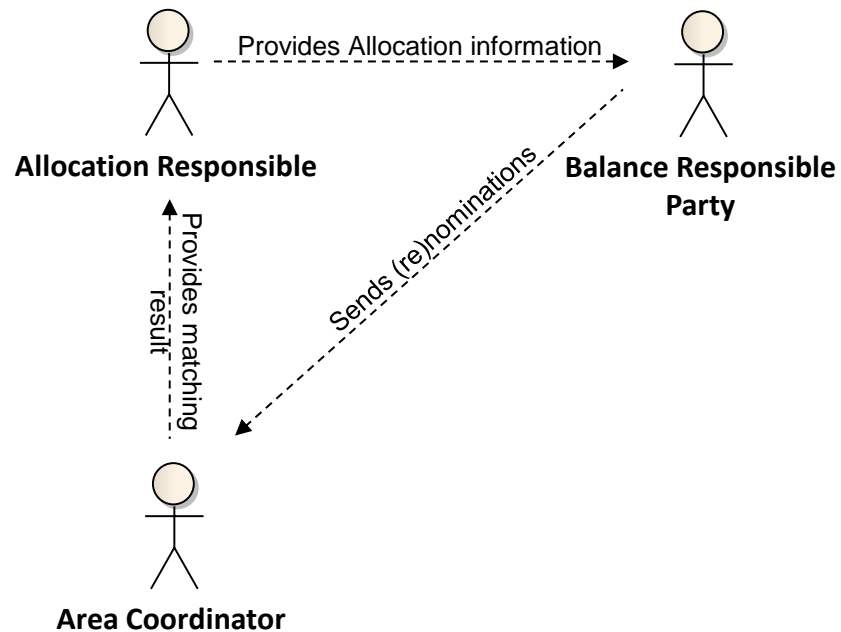 Provides Allocation information
Allocation Responsible
Balance Responsible
Party
Sends (re)nominations
Provides matching
result
Area Coordinator